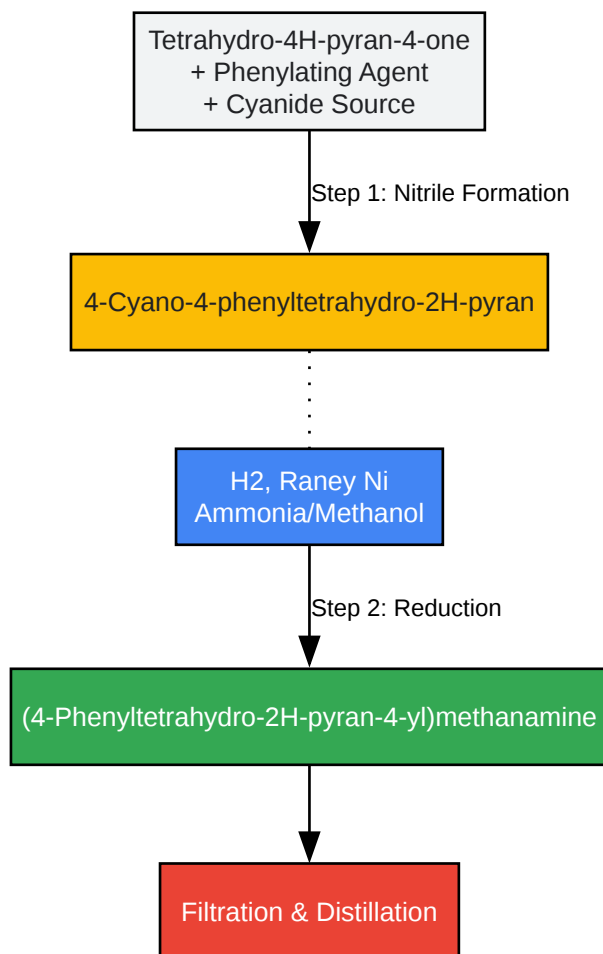 Tetrahydro-4H-pyran-4-one
+ Phenylating Agent
+ Cyanide Source
Step 1: Nitrile Formation
4-Cyano-4-phenyltetrahydro-2H-pyran
H2, Raney Ni
Ammonia/Methanol
Step 2: Reduction
(4-Phenyltetrahydro-2H-pyran-4-yl)methanamine
Filtration & Distillation